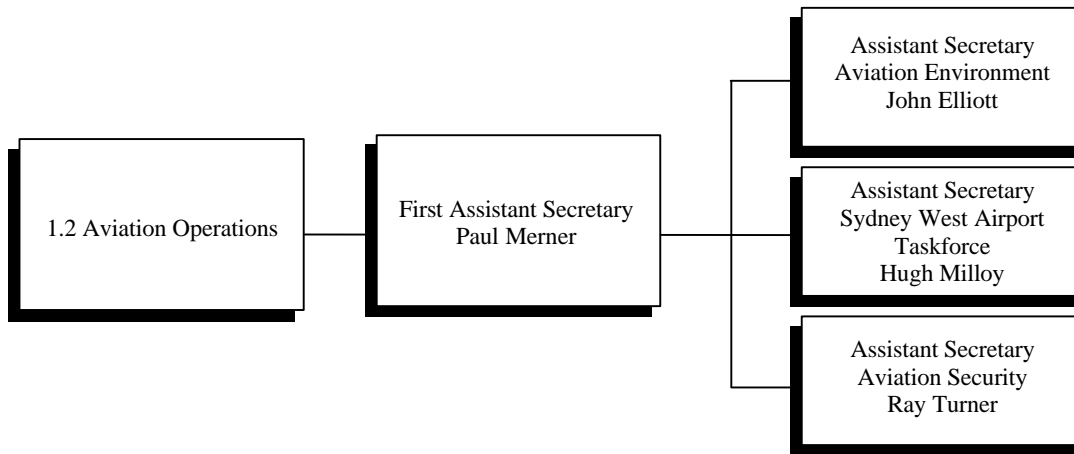 1.2 Aviation Operations
First Assistant Secretary
Paul Merner
Assistant Secretary
Aviation Environment
John Elliott
Assistant Secretary
Sydney West Airport
Taskforce
Hugh Milloy
Assistant Secretary
Aviation Security
Ray Turner